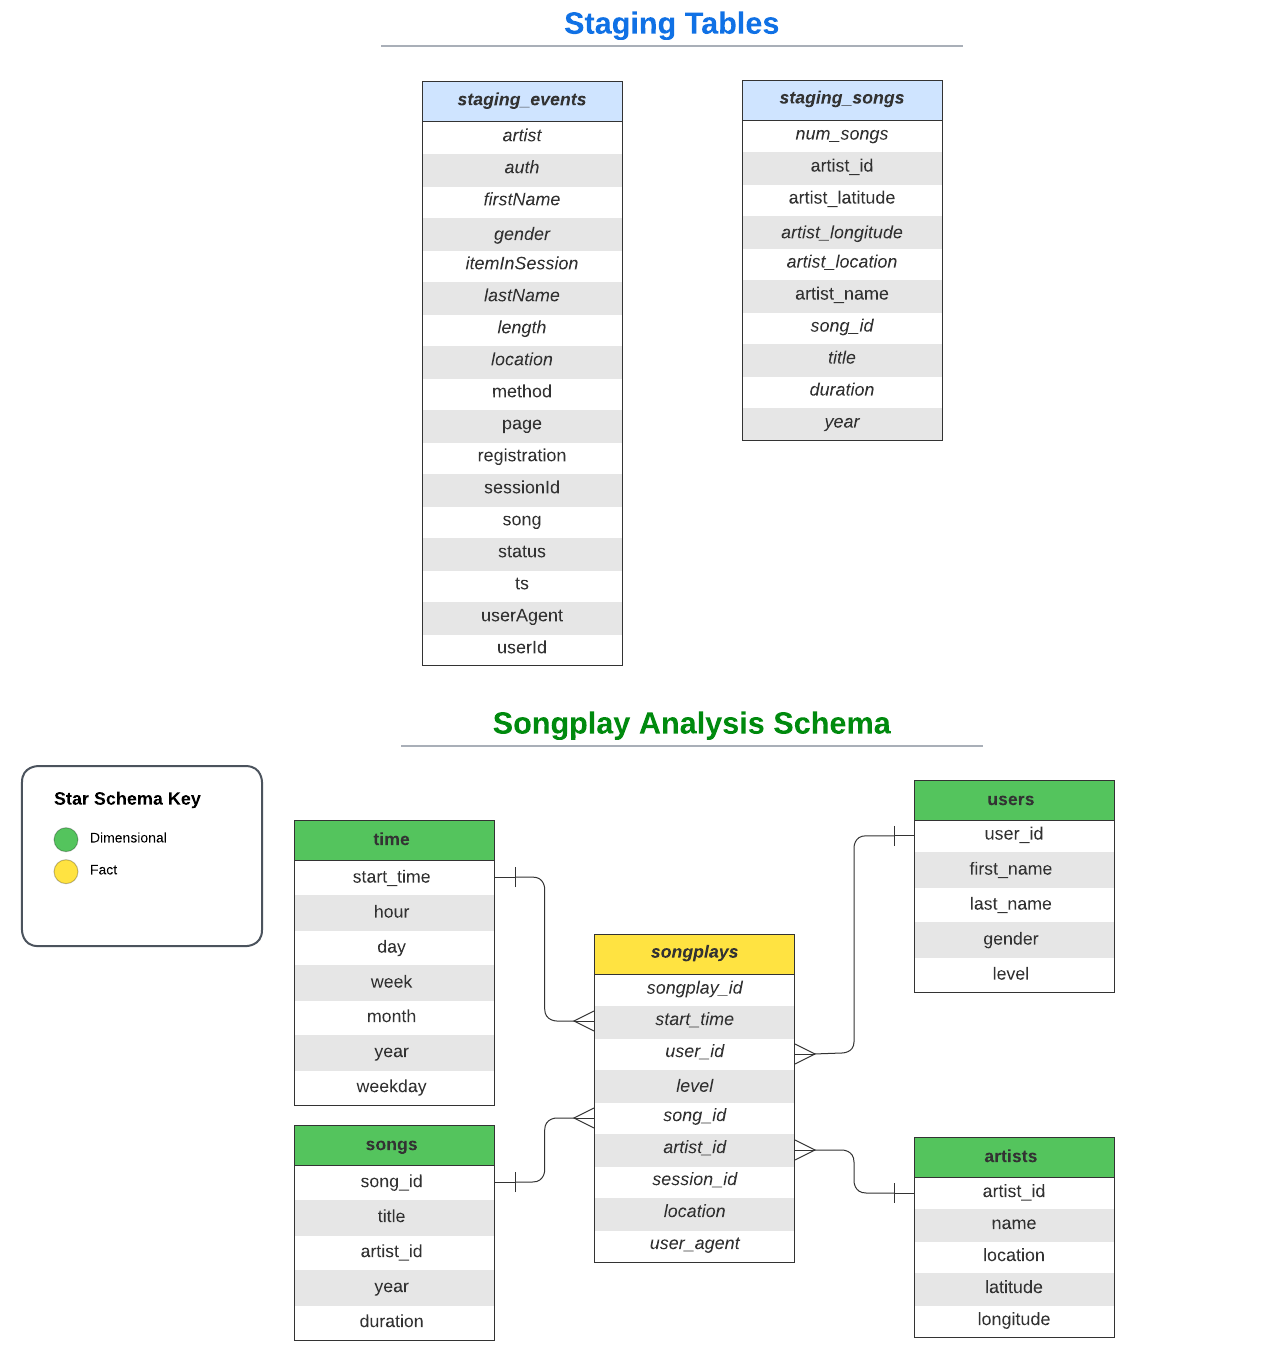 Staging Tables
staging_events
artist
auth
firstName
gender
itemInSession
lastName
length
location
method
page
registration
sessionId
song
status
ts
userAgent
userId
staging_songs
num_songs
artist_id
artist_latitude
artist_longitude
artist_location
artist_name
song_id
title
duration
year
Songplay Analysis Schema
Star Schema Key
Dimensional
Fact
time
start_time
hour
day
week
month
year
weekday
songs
song_id
title
artist_id
year
duration
songplays
songplay_id
start_time
user_id
level
song_id
artist_id
session_id
location
user_agent
users
user_id
first_name
last_name
gender
level
artists
artist_id
name
location
latitude
longitude